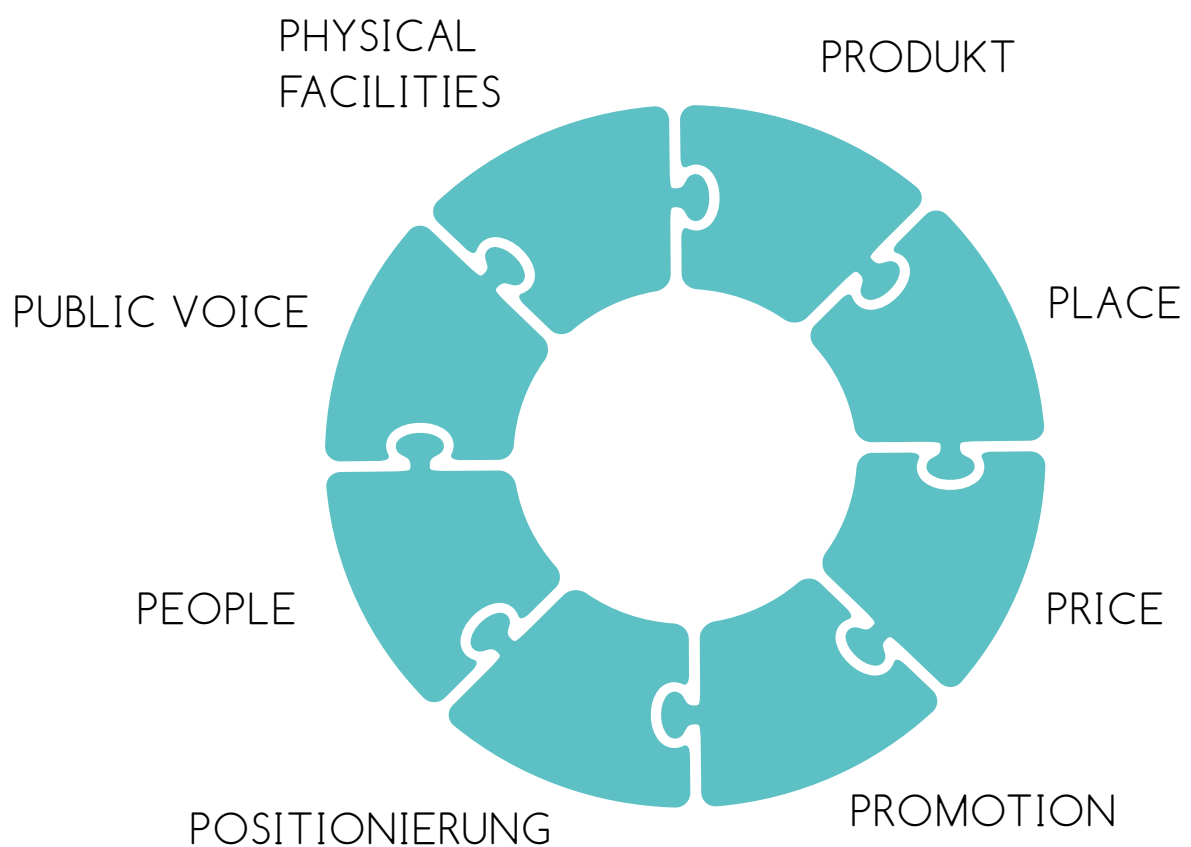 PHYSICAL
FACILITIES
PRODUKT
PLACE
PRICE
PROMOTION
POSITIONIERUNG
PEOPLE
PUBLIC VOICE